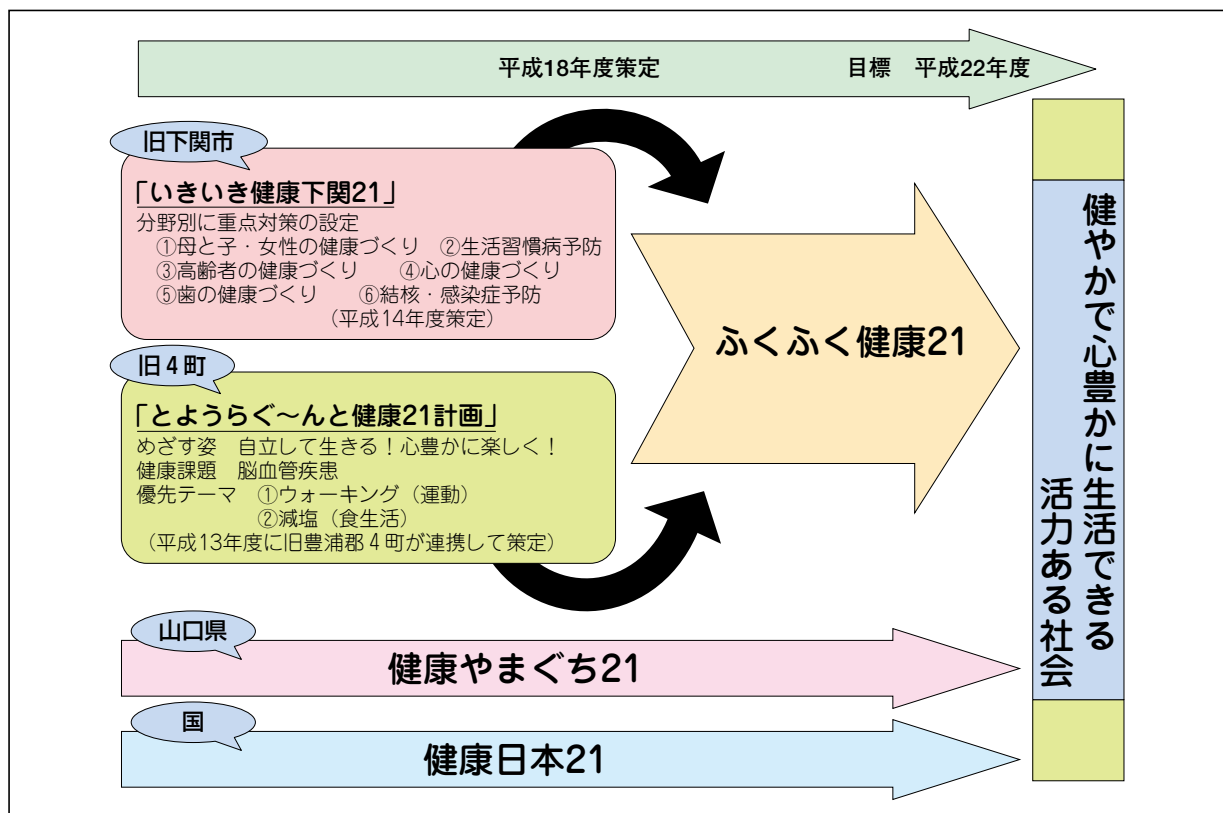 平成18年度策定　目標　平成22年度
旧下関市
「いきいき健康下関21」
分野別に重点対策の設定
①母と子・女性の健康づくり　②生活習慣病予防
③高齢者の健康づくり　④心の健康づくり
⑤歯の健康づくり　⑥結核・感染症予防
（平成14年度策定）
旧４町
「とようらぐ～んと健康21計画」
めざす姿　自立して生きる！心豊かに楽しく！
健康課題　脳血管疾患
優先テーマ　①ウォーキング（運動）
②減塩（食生活）
（平成13年度に旧豊浦郡４町が連携して策定）
ふくふく健康21
山口県
健康やまぐち21
国
健康日本21
健やかで心豊かに生活できる
活力ある社会